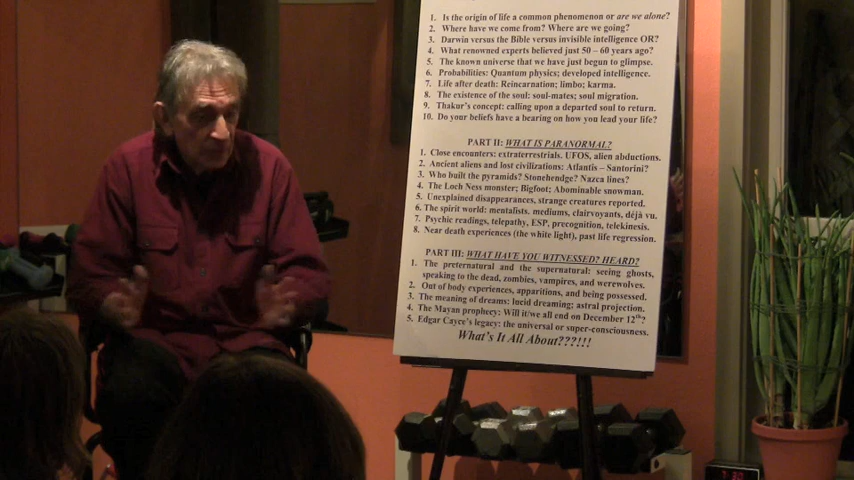 1. Is the origin of life a common phenomenon or are we alone?
2. Where have we come from? Where are we going?
3. Darwin versus the Bible versus invisible intelligence OR?
4. What renowned experts believed just 50 – 60 years ago?
5. The known universe that we have just begun to glimpse.
6. Probabilities: Quantum physics; developed intelligence.
7. Life after death: Reincarnation; limbo; karma.
8. The existence of the soul: soul-mates; soul migration.
9. Thakur's concept: calling upon a departed soul to return.
10. Do your beliefs have a bearing on how you lead your life?
PART II: WHAT IS PARANORMAL?
1. Close encounters: extraterrestrials. UFOS, alien abductions.
2. Ancient aliens and lost civilizations: Atlantis – Santorini?
3. Who built the pyramids? Stonehendge? Nazca lines?
4. The Loch Ness monster; Bigfoot; Abominable snowman.
5. Unexplained disappearances, strange creatures reported.
6. The spirit world: mentalists. mediums, clairvoyants, déjà vu.
7. Psychic readings, telepathy, ESP, precognition, telekinesis.
8. Near death experiences (the white light), past life regression.
PART III: WHAT HAVE YOU WITNESSED? HEARD?
1. The preternatural and the supernatural: seeing ghosts,
speaking to the dead, zombies, vampires, and werewolves.
2. Out of body experiences, apparitions, and being possessed.
3. The meaning of dreams: lucid dreaming; astral projection.
4. The Mayan prophecy: Will it/we all end on December 12th?
5. Edgar Cayce's legacy: the universal or super-consciousness.
What's It All About???!!!